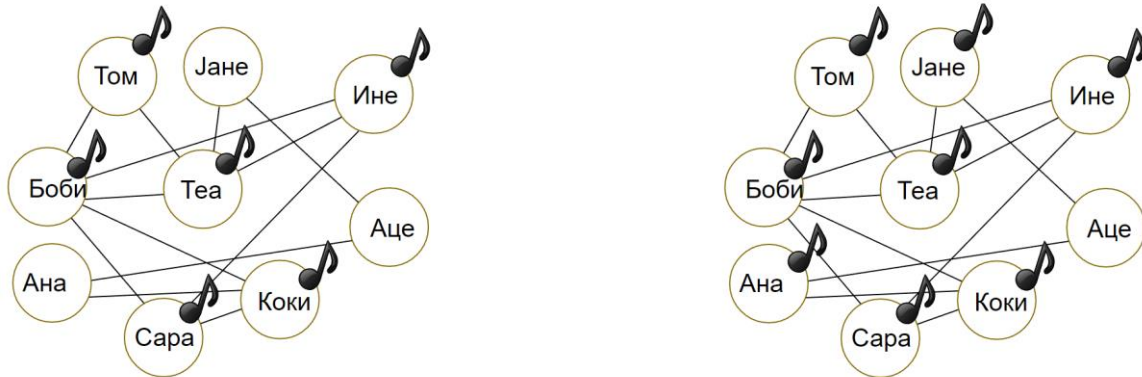 Том
Јане
Ине
Боби
Теа
Аце
Ана
Сара
Коки
Том
Јане
Ине
Боби
Теа
Аце
Ана
Сара
Коки